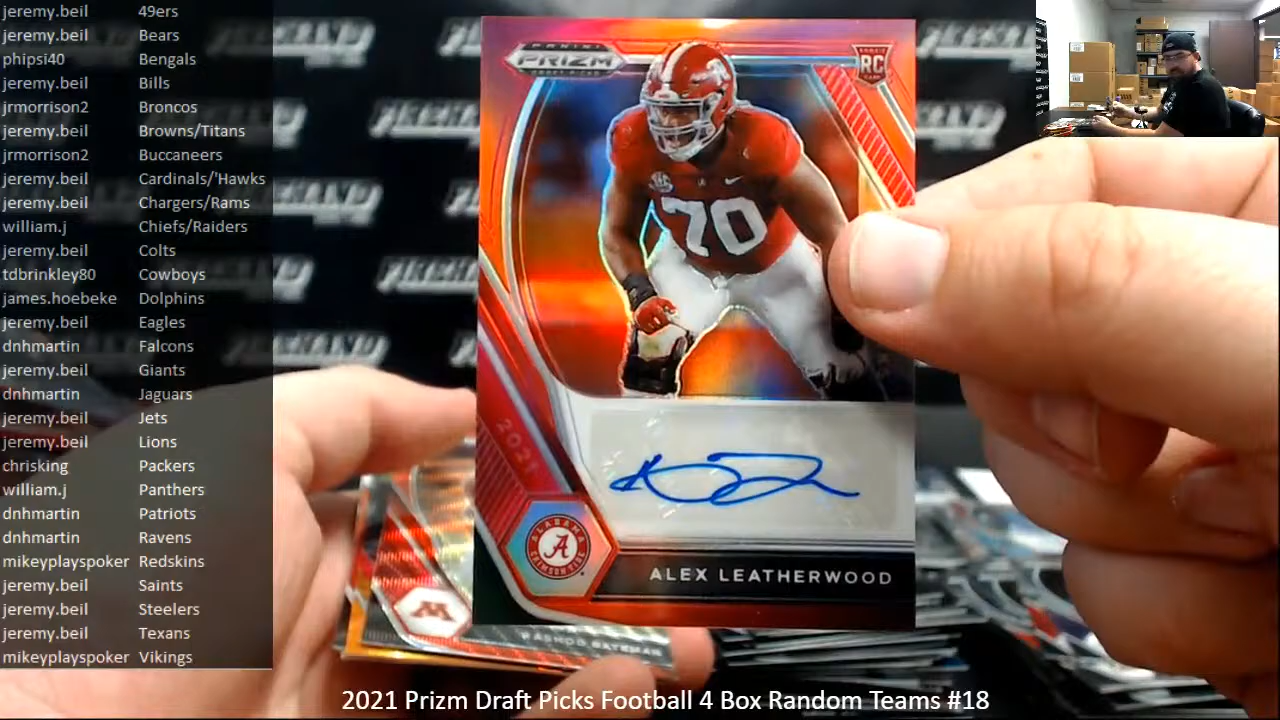 jeremy.beil 49ers
jeremy.beil Bears
phipsi40 Bengals
jeremy.beil Bills
jrmorrison2 Broncos
jeremy.beil Browns/Titans
jrmorrison2 Buccaneers
jeremy.beil Cardinals/'Hawks
jeremy.beil Chargers/Rams
william.j Chiefs/Raiders
jeremy.beil Colts
tdbrinkley80 Cowboys
james.hoebeke Dolphins
jeremy.beil Eagles
dnhmartin Falcons
jeremy.beil Giants
dnhmartin Jaguars
jeremy.beil Jets
jeremy.beil Lions
chrisking Packers
william.j Panthers
dnhmartin Patriots
dnhmartin Ravens
mikeyplayspoker Redskins
jeremy.beil Saints
jeremy.beil Steelers
jeremy.beil Texans
mikeyplayspoker Vikings
PANINI
PRIZM
DRAFT PICKS
RC
70
2021
ALABAMA
A
CRIMSON TIDE
ALEX LEATHERWOOD
M
RASHOD BATEMAN
2021 Prizm Draft Picks Football 4 Box Random Teams #18